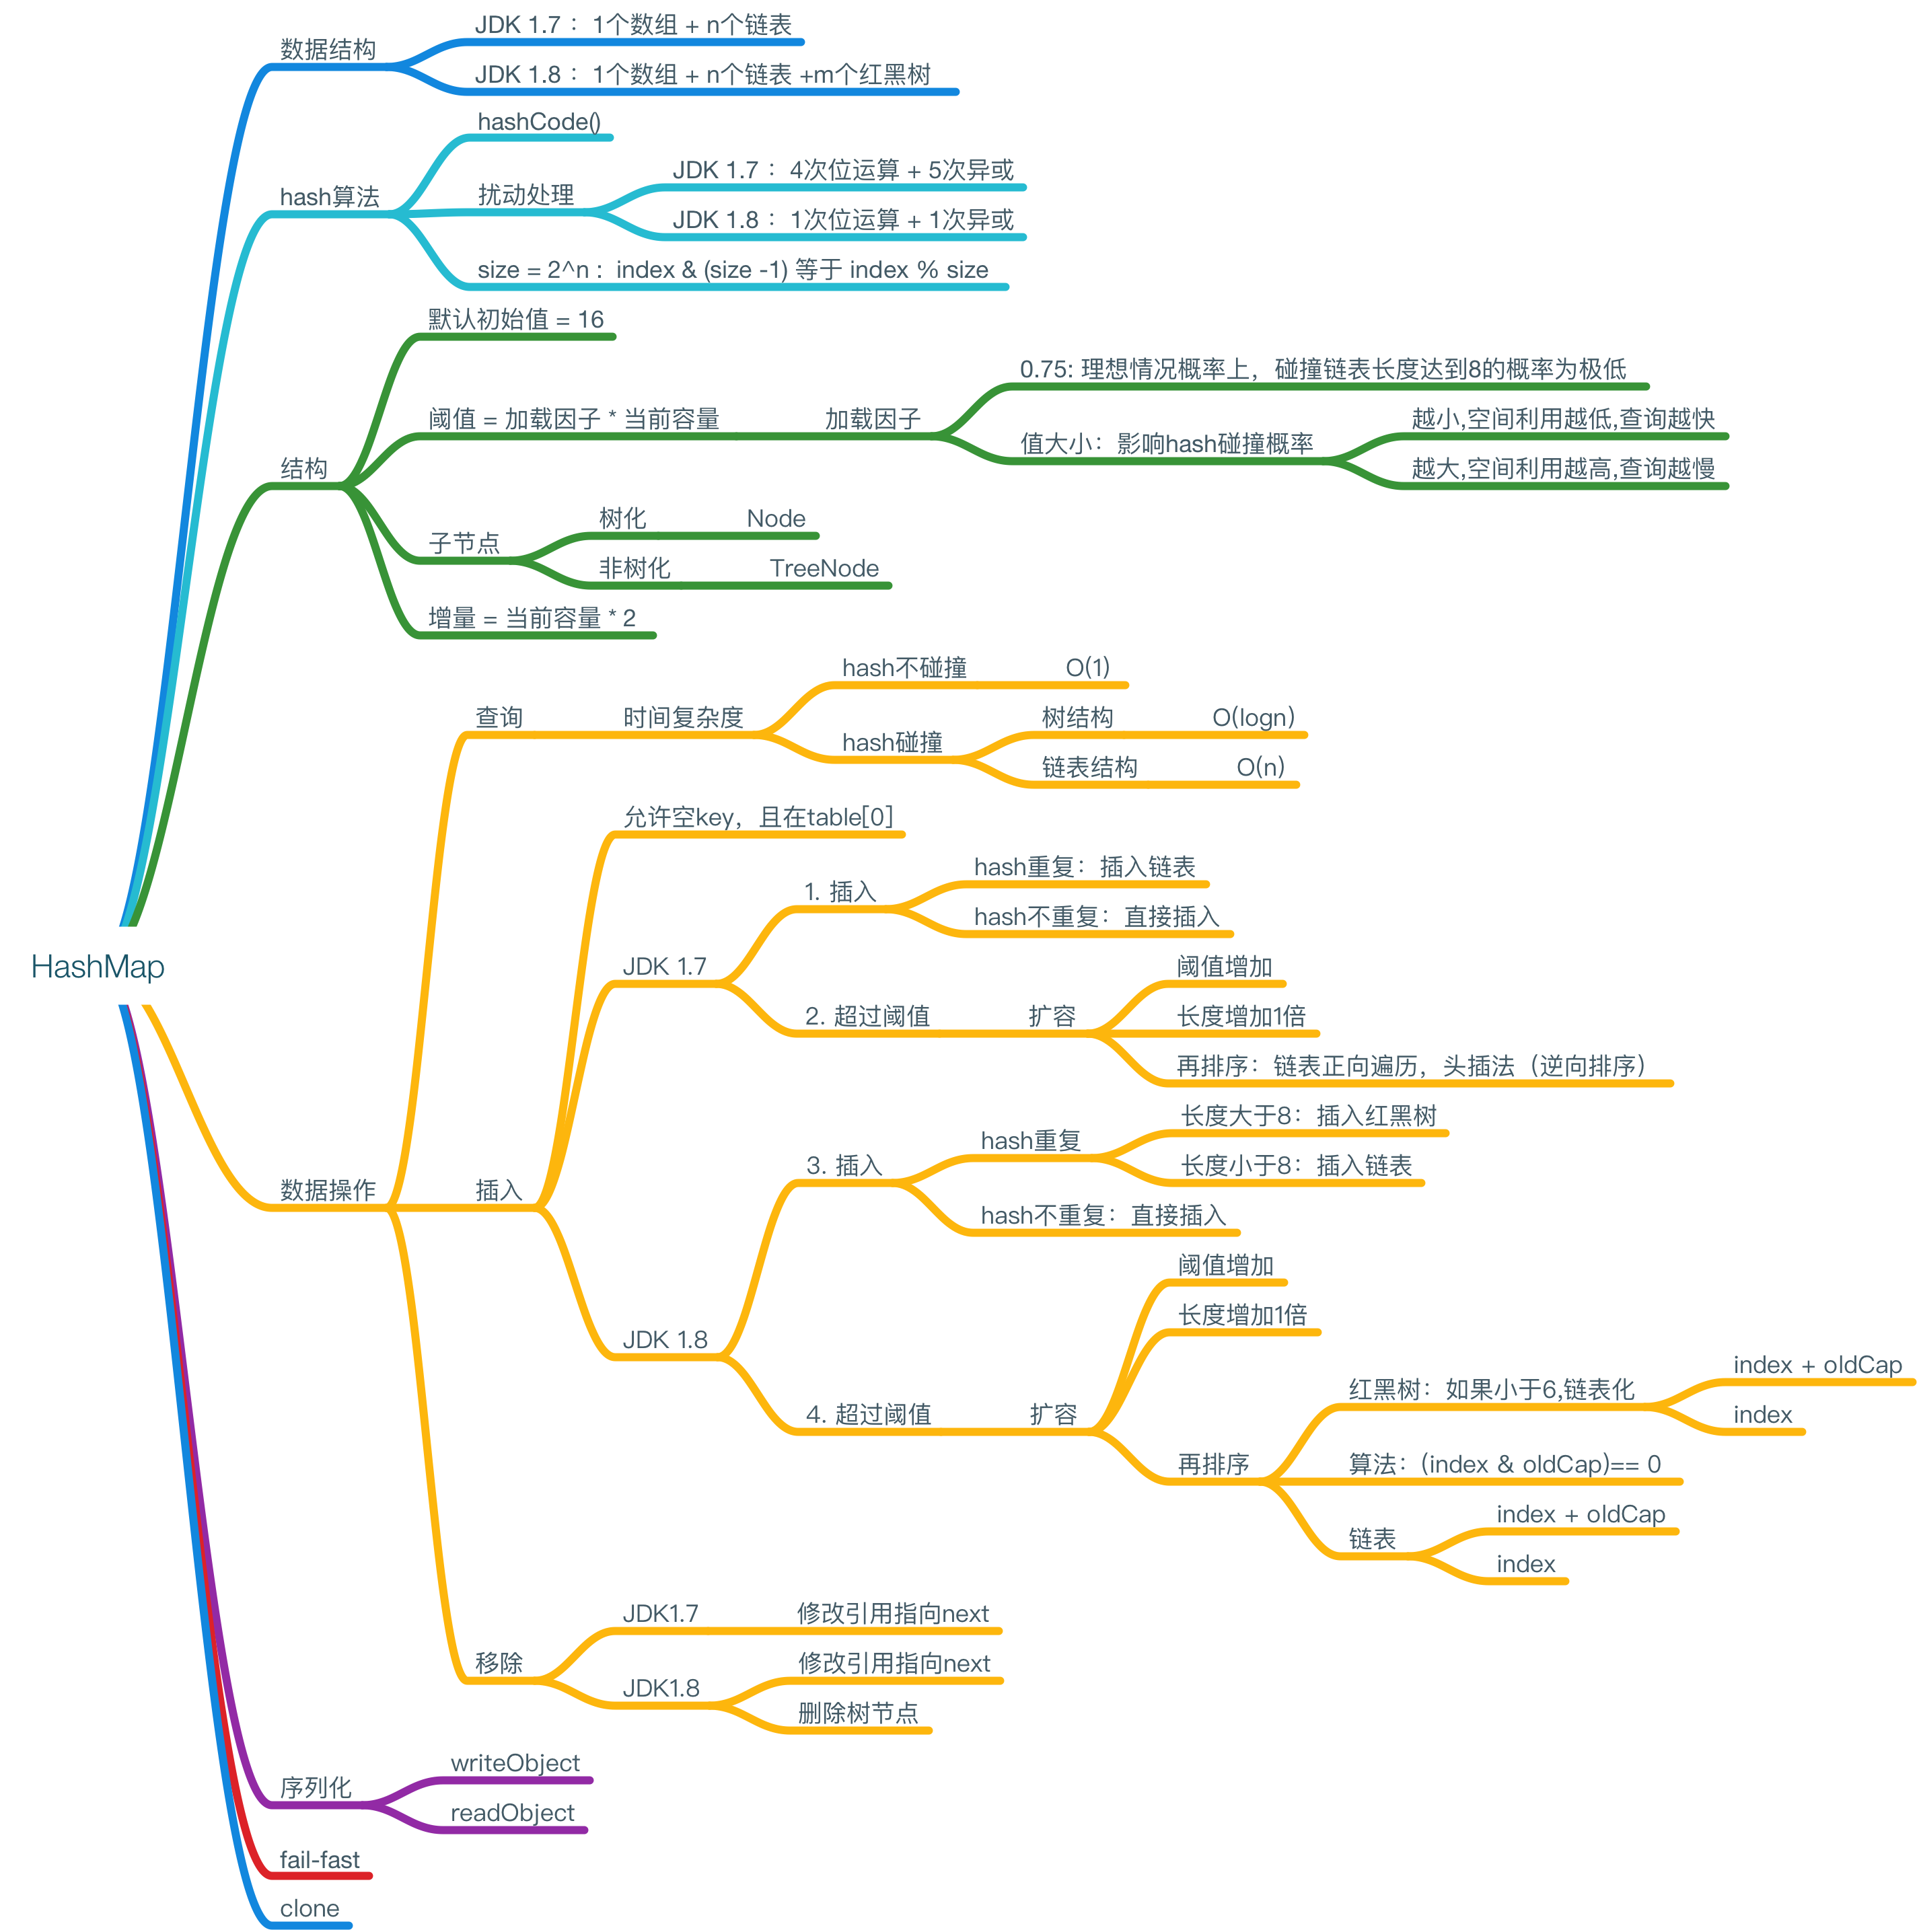 JDK 1.7 ：1个数组 + n个链表
数据结构
JDK 1.8 ：1个数组 + n个链表 +m个红黑树
hashCode()
JDK 1.7 ：4次位运算 + 5次异或
hash算法
扰动处理
JDK 1.8 ：1次位运算 + 1次异或
size = 2^n : index & (size -1) 等于 index % size
默认初始值 = 16
0.75: 理想情况概率上，碰撞链表长度达到8的概率为极低
阈值 = 加载因子 * 当前容量
加载因子
越小,空间利用越低,查询越快
值大小：影响hash碰撞概率
越大,空间利用越高,查询越慢
结构
树化
Node
子节点
非树化
TreeNode
增量 = 当前容量 * 2
hash不碰撞
O(1)
查询
时间复杂度
树结构
O(logn)
hash碰撞
链表结构
O(n)
允许空key，且在table[0]
hash重复：插入链表
1. 插入
hash不重复：直接插入
HashMap
JDK 1.7
阈值增加
2. 超过阈值
扩容
长度增加1倍
再排序：链表正向遍历，头插法（逆向排序）
长度大于8：插入红黑树
hash重复
3. 插入
长度小于8：插入链表
数据操作
插入
hash不重复：直接插入
阈值增加
长度增加1倍
JDK 1.8
index + oldCap
红黑树：如果小于6,链表化
4. 超过阈值
扩容
index
再排序
算法：(index & oldCap)== 0
index + oldCap
链表
index
JDK1.7
修改引用指向next
移除
修改引用指向next
JDK1.8
删除树节点
writeObject
序列化
readObject
fail-fast
clone